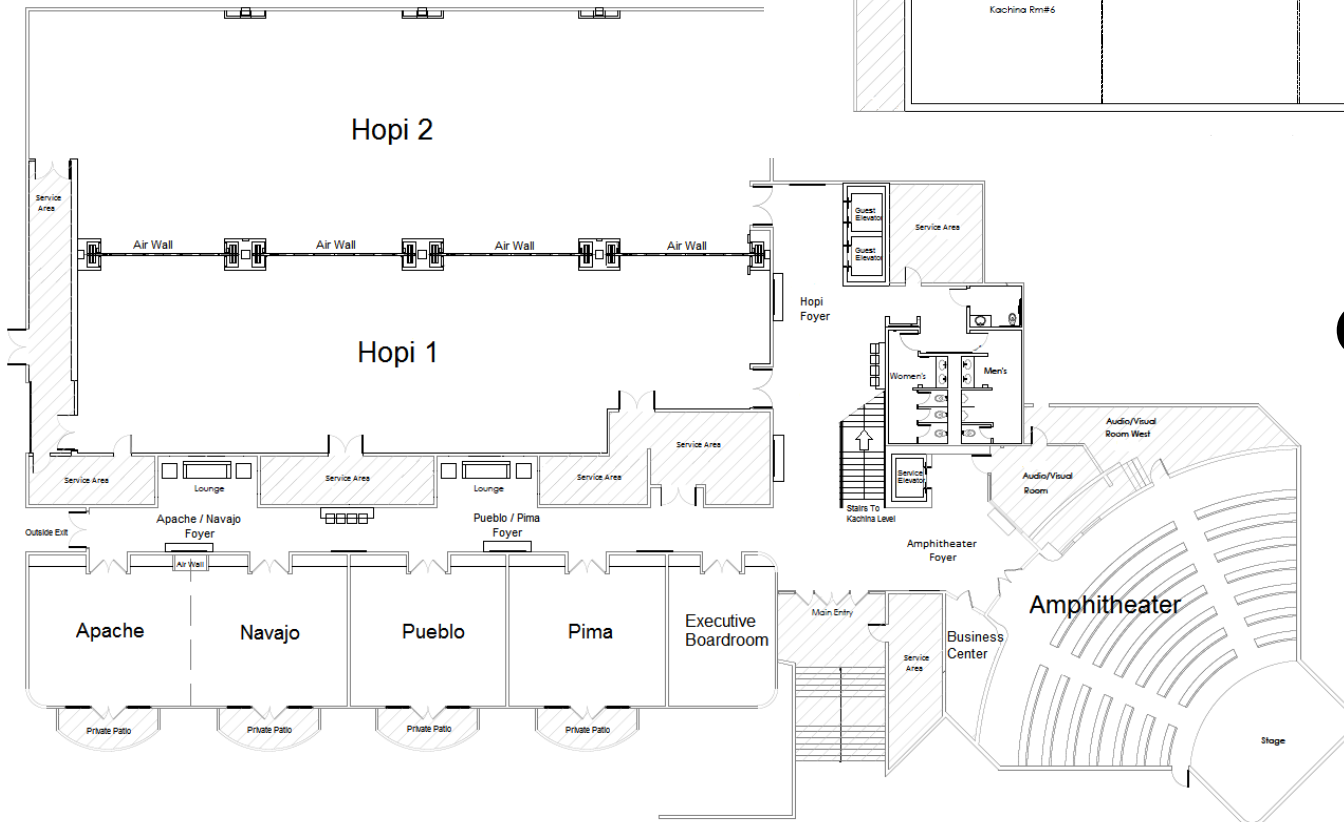 Kachina Rm#6
Hopi 2
Service
Area
Guest
Elevator
Guest
Elevator
Service Area
Air Wall
Air Wall
Air Wall
Air Wall
Hopi
Foyer
Hopi 1
Women's
Men's
Audio/Visual
Room West
Service Area
Service Area
Lounge
Service Area
Lounge
Service Area
Service
Elevator
Audio/Visual
Room
Stairs To
Kachina Level
Outside Exit
Apache / Navajo
Foyer
Pueblo / Pima
Foyer
Amphitheater
Foyer
Air Wall
Apache
Navajo
Pueblo
Pima
Executive
Boardroom
Main Entry
Service
Area
Business
Center
Amphitheater
Private Patio
Private Patio
Private Patio
Private Patio
Stage